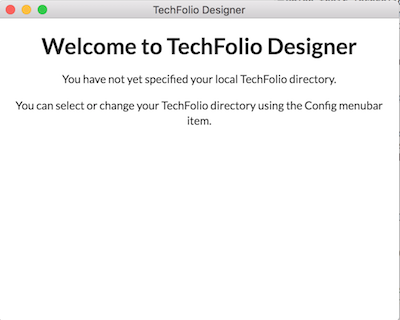 TechFolio Designer
Welcome to TechFolio Designer
You have not yet specified your local TechFolio directory.
You can select or change your TechFolio directory using the Config menubar
item.